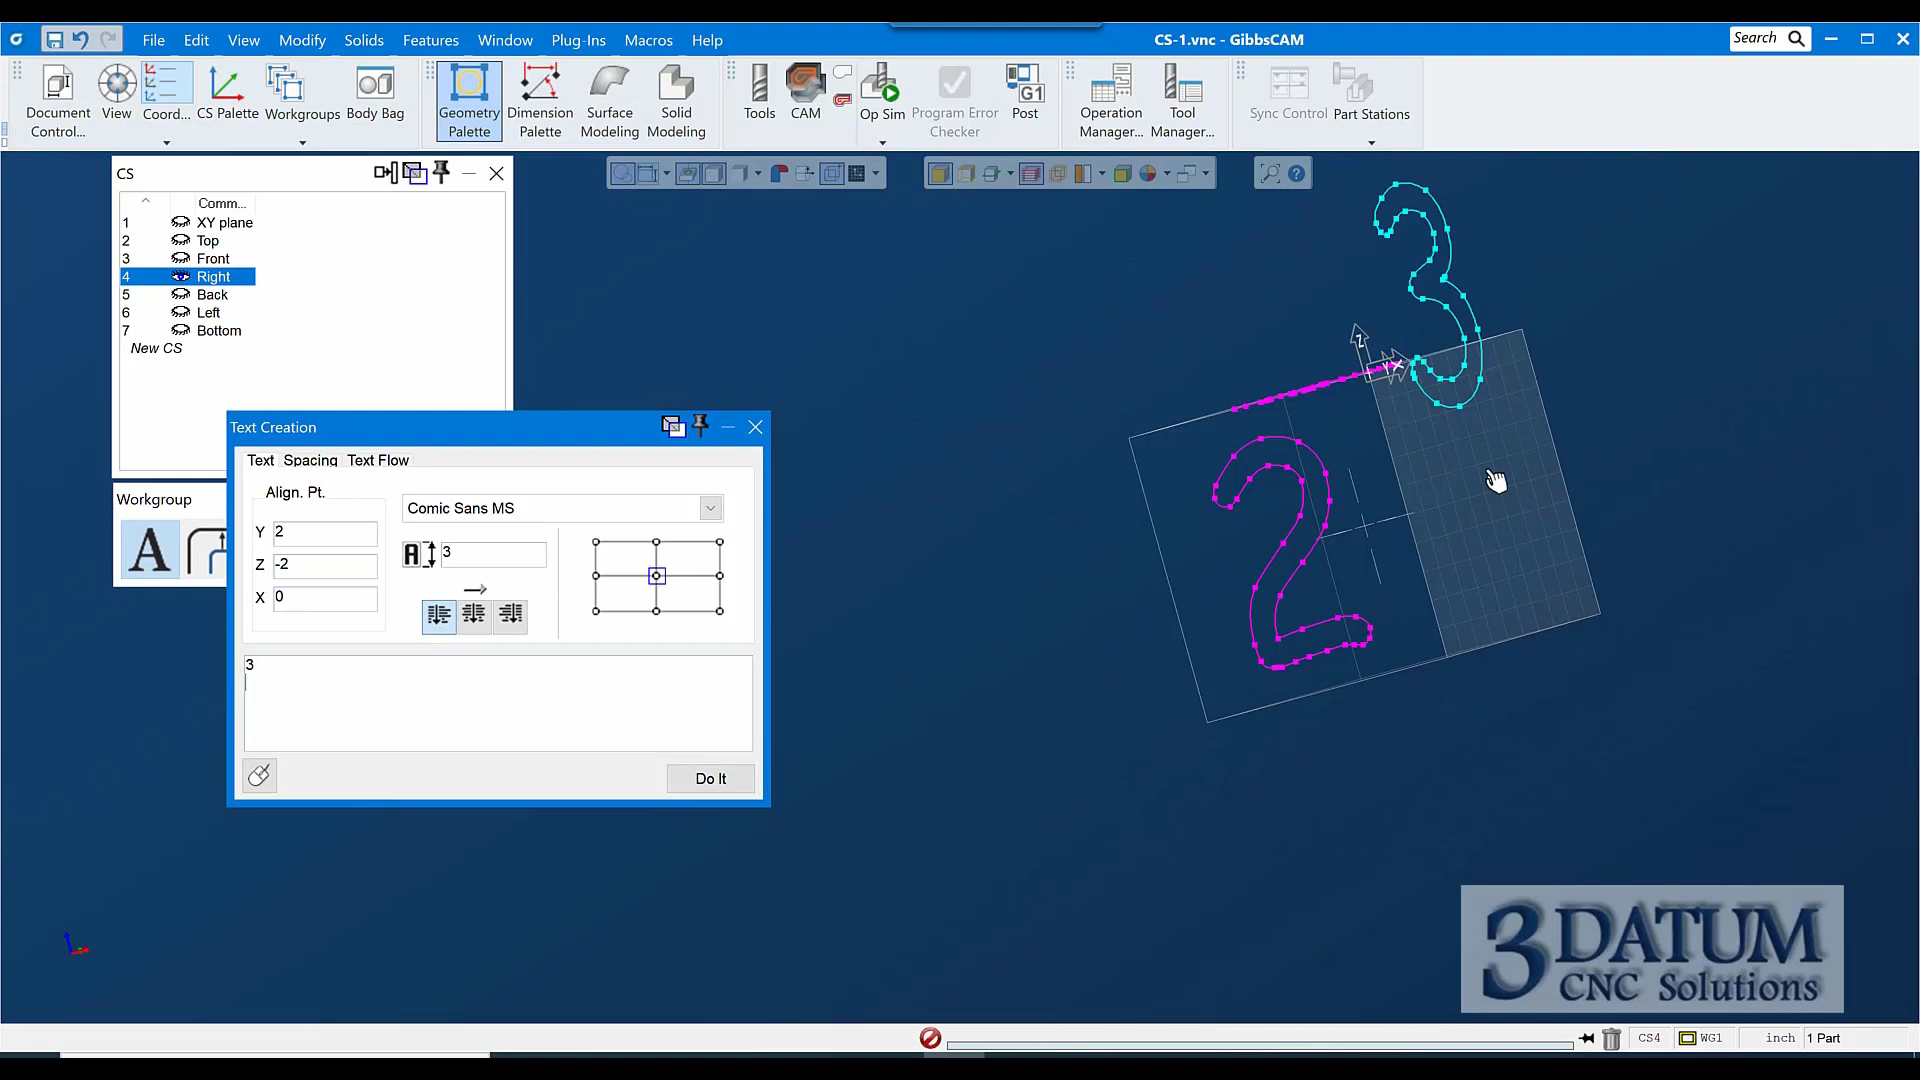 CS-1.vnc - GibbsCAM
Search
File Edit View Modify Solids Features Window Plug-Ins Macros Help
Document Control...
View
Coord...
CS Palette
Workgroups
Body Bag
Geometry Palette
Dimension Palette
Surface Modeling
Solid Modeling
Tools
CAM
Op Sim
Program Error Checker
G1
Post
Operation Manager...
Tool Manager...
Sync Control
Part Stations
CS
Comm...
1 XY plane
2 Top
3 Front
4 Right
5 Back
6 Left
7 Bottom
New CS
Workgroup
A
Text Creation
Text Spacing Text Flow
Align. Pt.
Comic Sans MS
Y 2
Z -2
X 0
A 3
3
Do It
3
2
Z
Y X
3 DATUM
CNC Solutions
CS4 WG1 inch 1 Part